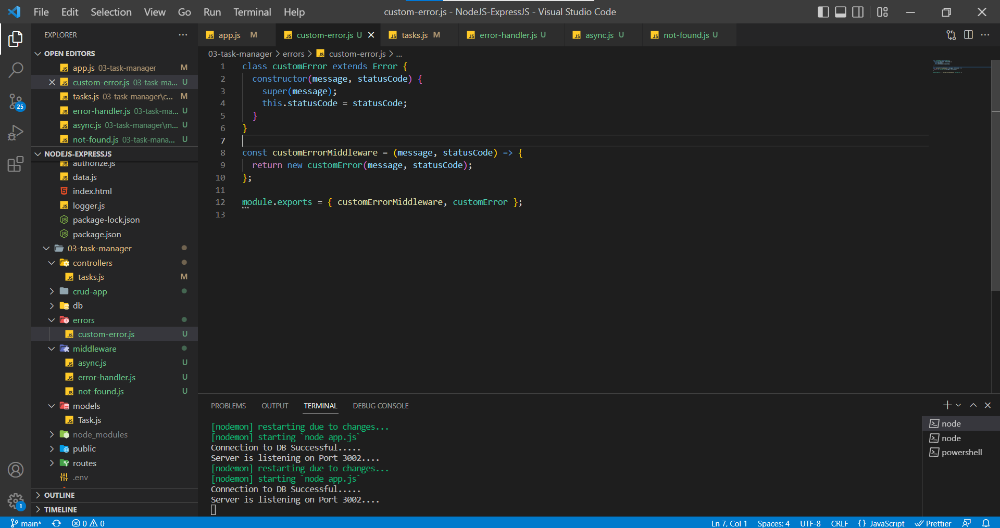 File Edit Selection View Go Run Terminal Help
custom-error.js - NodeJS-ExpressJS - Visual Studio Code
EXPLORER
OPEN EDITORS
app.js 03-task-manager M
custom-error.js 03-task-ma... U
tasks.js 03-task-manager\c... M
error-handler.js 03-task-ma... U
async.js 03-task-manager\m... U
not-found.js 03-task-mana... U
NODEJS-EXPRESSJS
authorize.js
data.js
index.html
logger.js
package-lock.json
package.json
03-task-manager
controllers
tasks.js M
crud-app
db
errors
custom-error.js U
middleware
async.js U
error-handler.js U
not-found.js U
models
Task.js
node_modules
public
routes
.env
OUTLINE
TIMELINE
25
1
app.js M custom-error.js U tasks.js M error-handler.js U async.js U not-found.js U
03-task-manager > errors > custom-error.js > ...
1 class customError extends Error {
2 constructor(message, statusCode) {
3 super(message);
4 this.statusCode = statusCode;
5 }
6 }
7
8 const customErrorMiddleware = (message, statusCode) => {
9 return new customError(message, statusCode);
10 };
11
12 module.exports = { customErrorMiddleware, customError };
13
PROBLEMS OUTPUT TERMINAL DEBUG CONSOLE
[nodemon] restarting due to changes...
[nodemon] starting `node app.js`
Connection to DB Successful.....
Server is listening on Port 3002....
[nodemon] restarting due to changes...
[nodemon] starting `node app.js`
Connection to DB Successful.....
Server is listening on Port 3002....
node
node
powershell
main* 0 0 Ln 7, Col 1 Spaces: 4 UTF-8 CRLF { } JavaScript Prettier